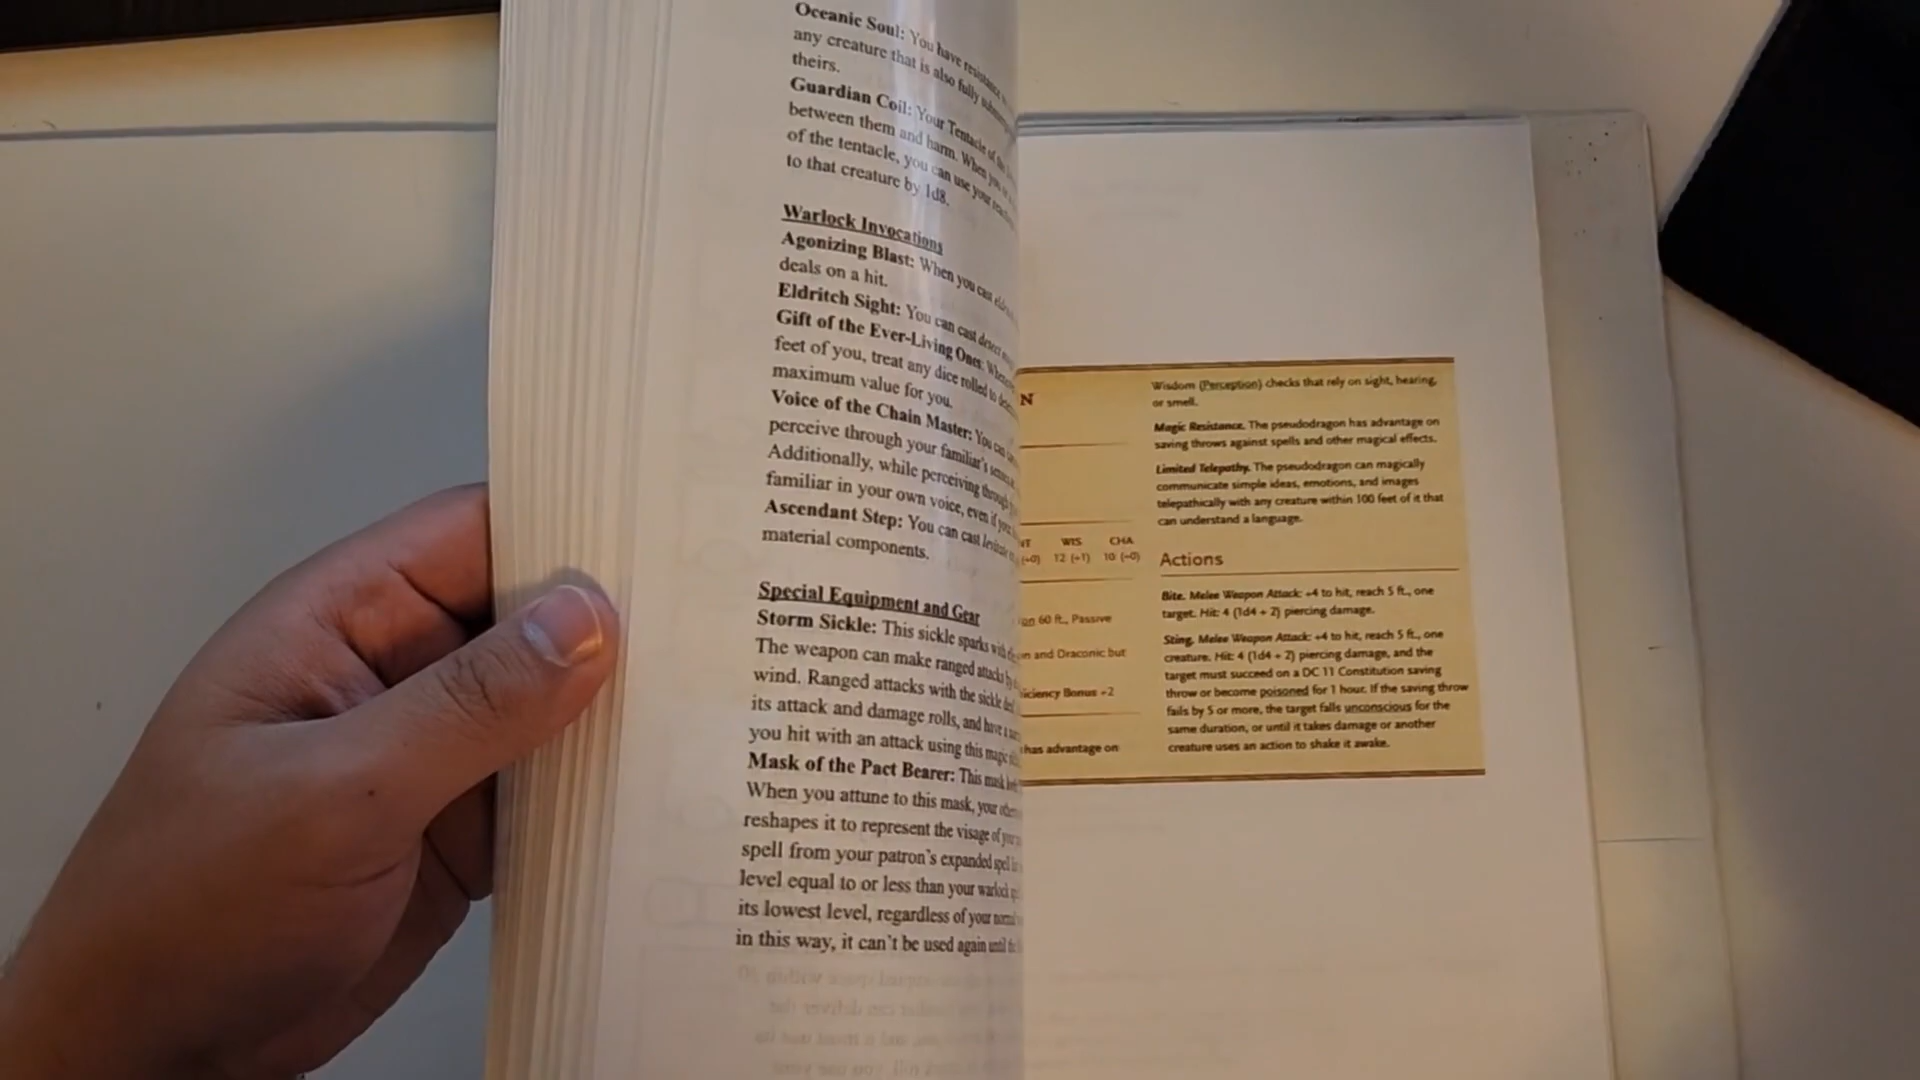 Oceanic Soul: You have resistance
any creature that is also fully
theirs.
Guardian Coil: Your Tentacle of the
between them and harm. When you
of the tentacle, you can use your
to that creature by 1d8.
Warlock Invocations
Agonizing Blast: When you cast
deals on a hit.
Eldritch Sight: You can cast detect
Gift of the Ever-Living Ones:
feet of you, treat any dice rolled to
maximum value for you.
Voice of the Chain Master: You can
perceive through your familiar's
Additionally, while perceiving through
familiar in your own voice, even if your
Ascendant Step: You can cast levitate
material components.
Special Equipment and Gear
Storm Sickle: This sickle sparks with
The weapon can make ranged attacks
wind. Ranged attacks with the sickle
its attack and damage rolls, and have a
you hit with an attack using this magic
Mask of the Pact Bearer: This mask
When you attune to this mask, your
reshapes it to represent the visage of your
spell from your patron's expanded spell
level equal to or less than your warlock
its lowest level, regardless of your normal
in this way, it can't be used again until the
N
WIS CHA
(+0) 12 (+1) 10 (+0)
60 ft., Passive
and Draconic but
Bonus +2
has advantage on
Wisdom (Perception) checks that rely on sight, hearing,
or smell.
Magic Resistance. The pseudodragon has advantage on
saving throws against spells and other magical effects.
Limited Telepathy. The pseudodragon can magically
communicate simple ideas, emotions, and images
telepathically with any creature within 100 feet of it that
can understand a language.
Actions
Bite. Melee Weapon Attack: +4 to hit, reach 5 ft., one
target. Hit: 4 (1d4 + 2) piercing damage.
Sting. Melee Weapon Attack: +4 to hit, reach 5 ft., one
creature. Hit: 4 (1d4 + 2) piercing damage, and the
target must succeed on a DC 11 Constitution saving
throw or become poisoned for 1 hour. If the saving throw
fails by 5 or more, the target falls unconscious for the
same duration, or until it takes damage or another
creature uses an action to shake it awake.